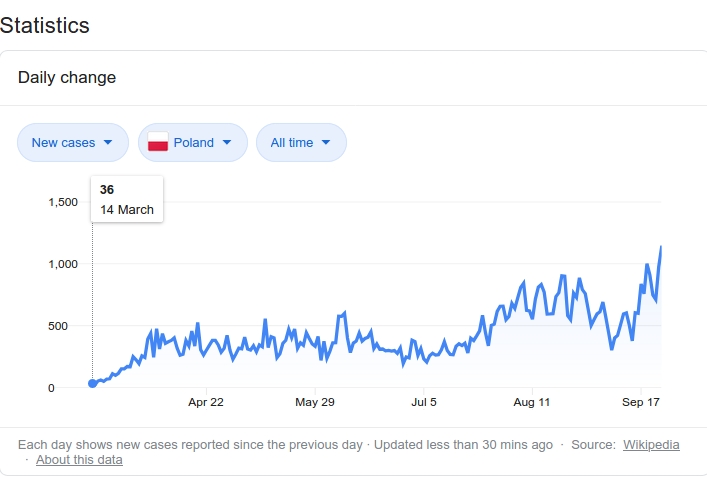 Statistics
Daily change
New cases
Poland
All time
36
14 March
1,500
1,000
500
0
Apr 22
May 29
Jul 5
Aug 11
Sep 17
Each day shows new cases reported since the previous day · Updated less than 30 mins ago · Source: Wikipedia
· About this data